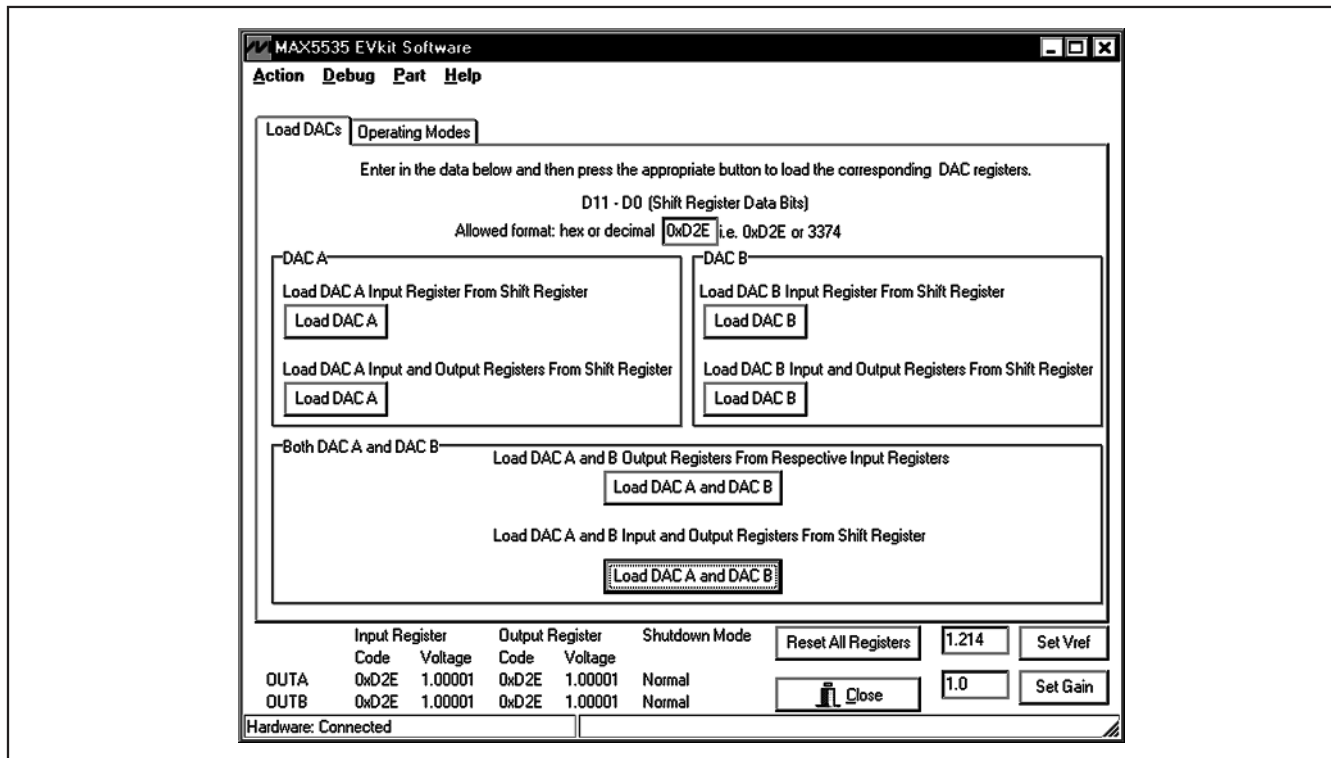 MAX5535 EVkit Software
Action Debug Part Help
Load DACs Operating Modes
Enter in the data below and then press the appropriate button to load the corresponding DAC registers.
D11 - D0 (Shift Register Data Bits)
Allowed format: hex or decimal 0xD2E i.e. 0xD2E or 3374
DAC A
Load DAC A Input Register From Shift Register
Load DAC A
Load DAC A Input and Output Registers From Shift Register
Load DAC A
DAC B
Load DAC B Input Register From Shift Register
Load DAC B
Load DAC B Input and Output Registers From Shift Register
Load DAC B
Both DAC A and DAC B
Load DAC A and B Output Registers From Respective Input Registers
Load DAC A and DAC B
Load DAC A and B Input and Output Registers From Shift Register
Load DAC A and DAC B
Input Register Output Register Shutdown Mode
Code Voltage Code Voltage
OUTA 0xD2E 1.00001 0xD2E 1.00001 Normal
OUTB 0xD2E 1.00001 0xD2E 1.00001 Normal
Reset All Registers 1.214 Set Vref
Close 1.0 Set Gain
Hardware: Connected